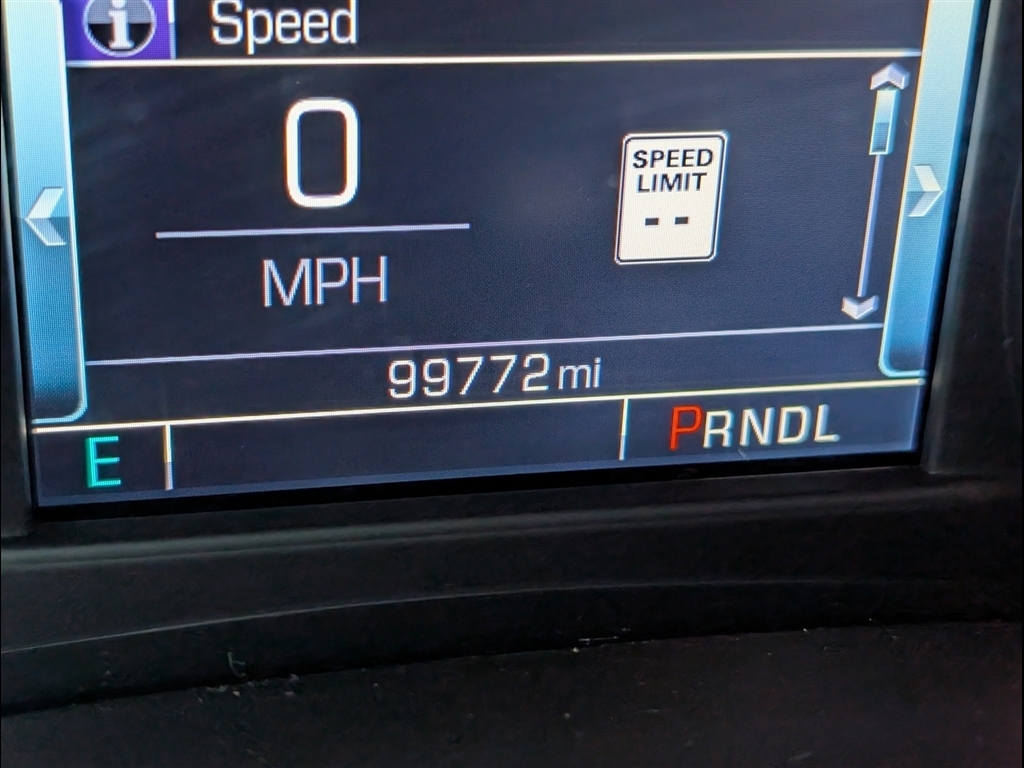 i Speed
0
MPH
SPEED
LIMIT
--
99772 mi
E
PRNDL